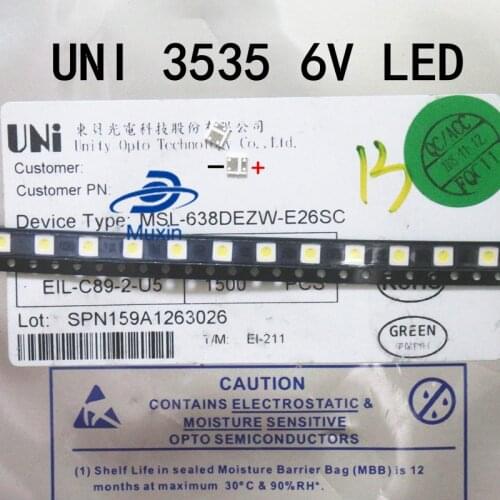 UNI 3535 6V LED
UNi
東貝光電科技股份有限公司
Unity Opto Technology Co.,Ltd.
Customer:
Customer PN:
- +
Device Type: MSL-638DEZW-E26SC
Muxin
EIL-C89-2-U5 1500 PCS
RoHS
Lot: SPN159A1263026
T/M: EI-211
GREEN
QC/ACC
13
CAUTION
CONTAINS ELECTROSTATIC &
MOISTURE SENSITIVE
OPTO SEMICONDUCTORS
(1) Shelf Life in sealed Moisture Barrier Bag (MBB) is 12
months at maximum 30°C & 90%RH*.